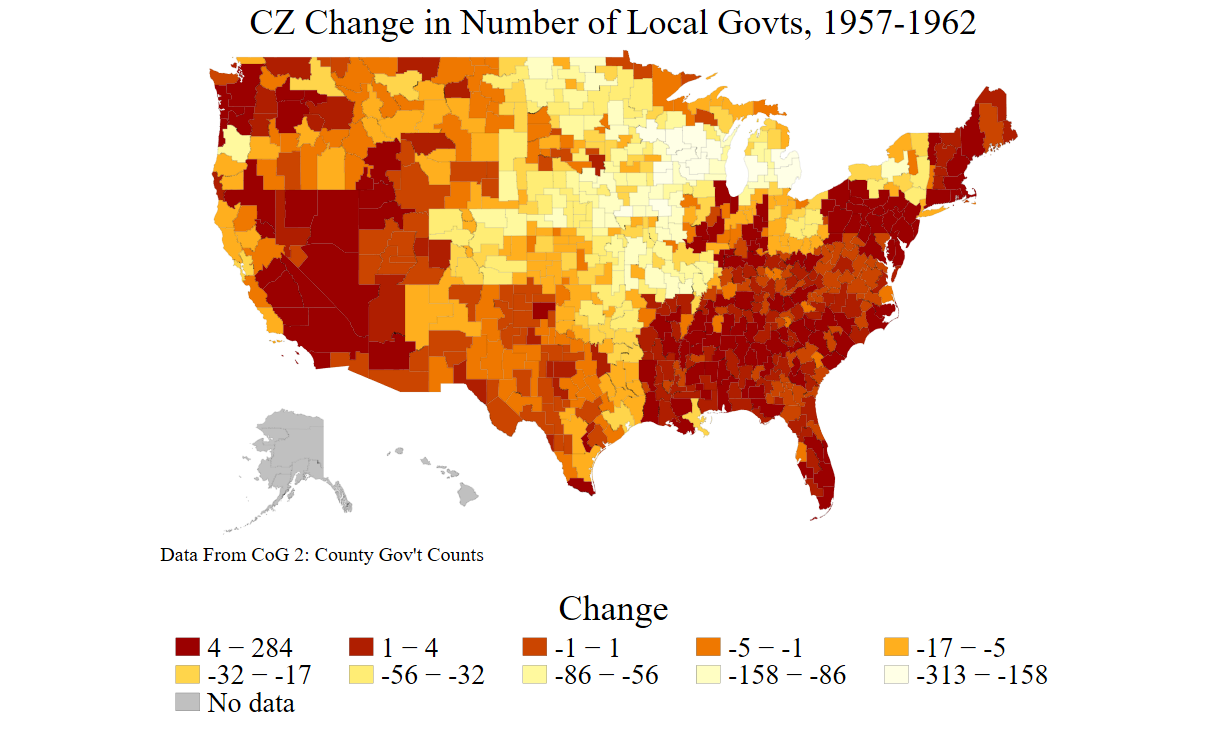 CZ Change in Number of Local Govts, 1957-1962
Data From CoG 2: County Gov't Counts
Change
4 − 284 1 − 4 -1 − 1 -5 − -1 -17 − -5
-32 − -17 -56 − -32 -86 − -56 -158 − -86 -313 − -158
No data